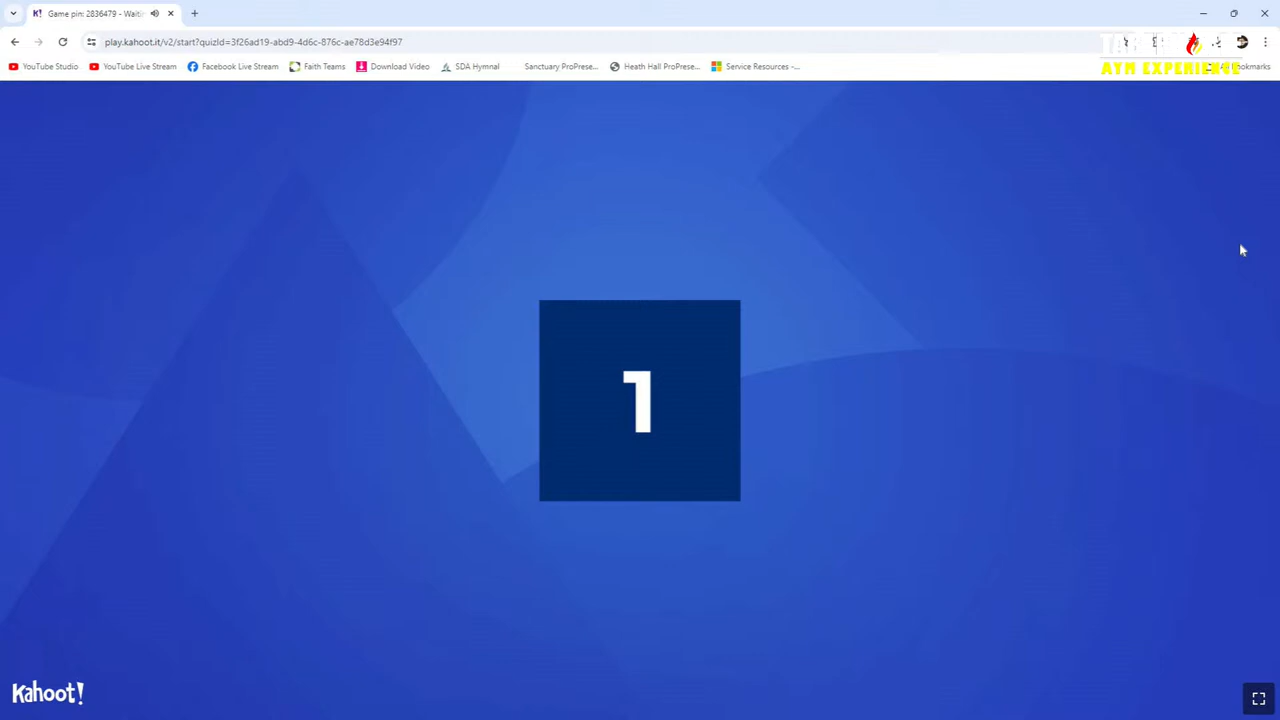 Game pin: 2836479 - Waiti
play.kahoot.it/v2/start?quizId=3f26ad19-abd9-4d6c-876c-ae78d3e94f97
YouTube Studio
YouTube Live Stream
Facebook Live Stream
Faith Teams
Download Video
SDA Hymnal
Sanctuary ProPrese...
Heath Hall ProPrese...
Service Resources -...
Bookmarks
AYM EXPERIENCE
1
Kahoot!